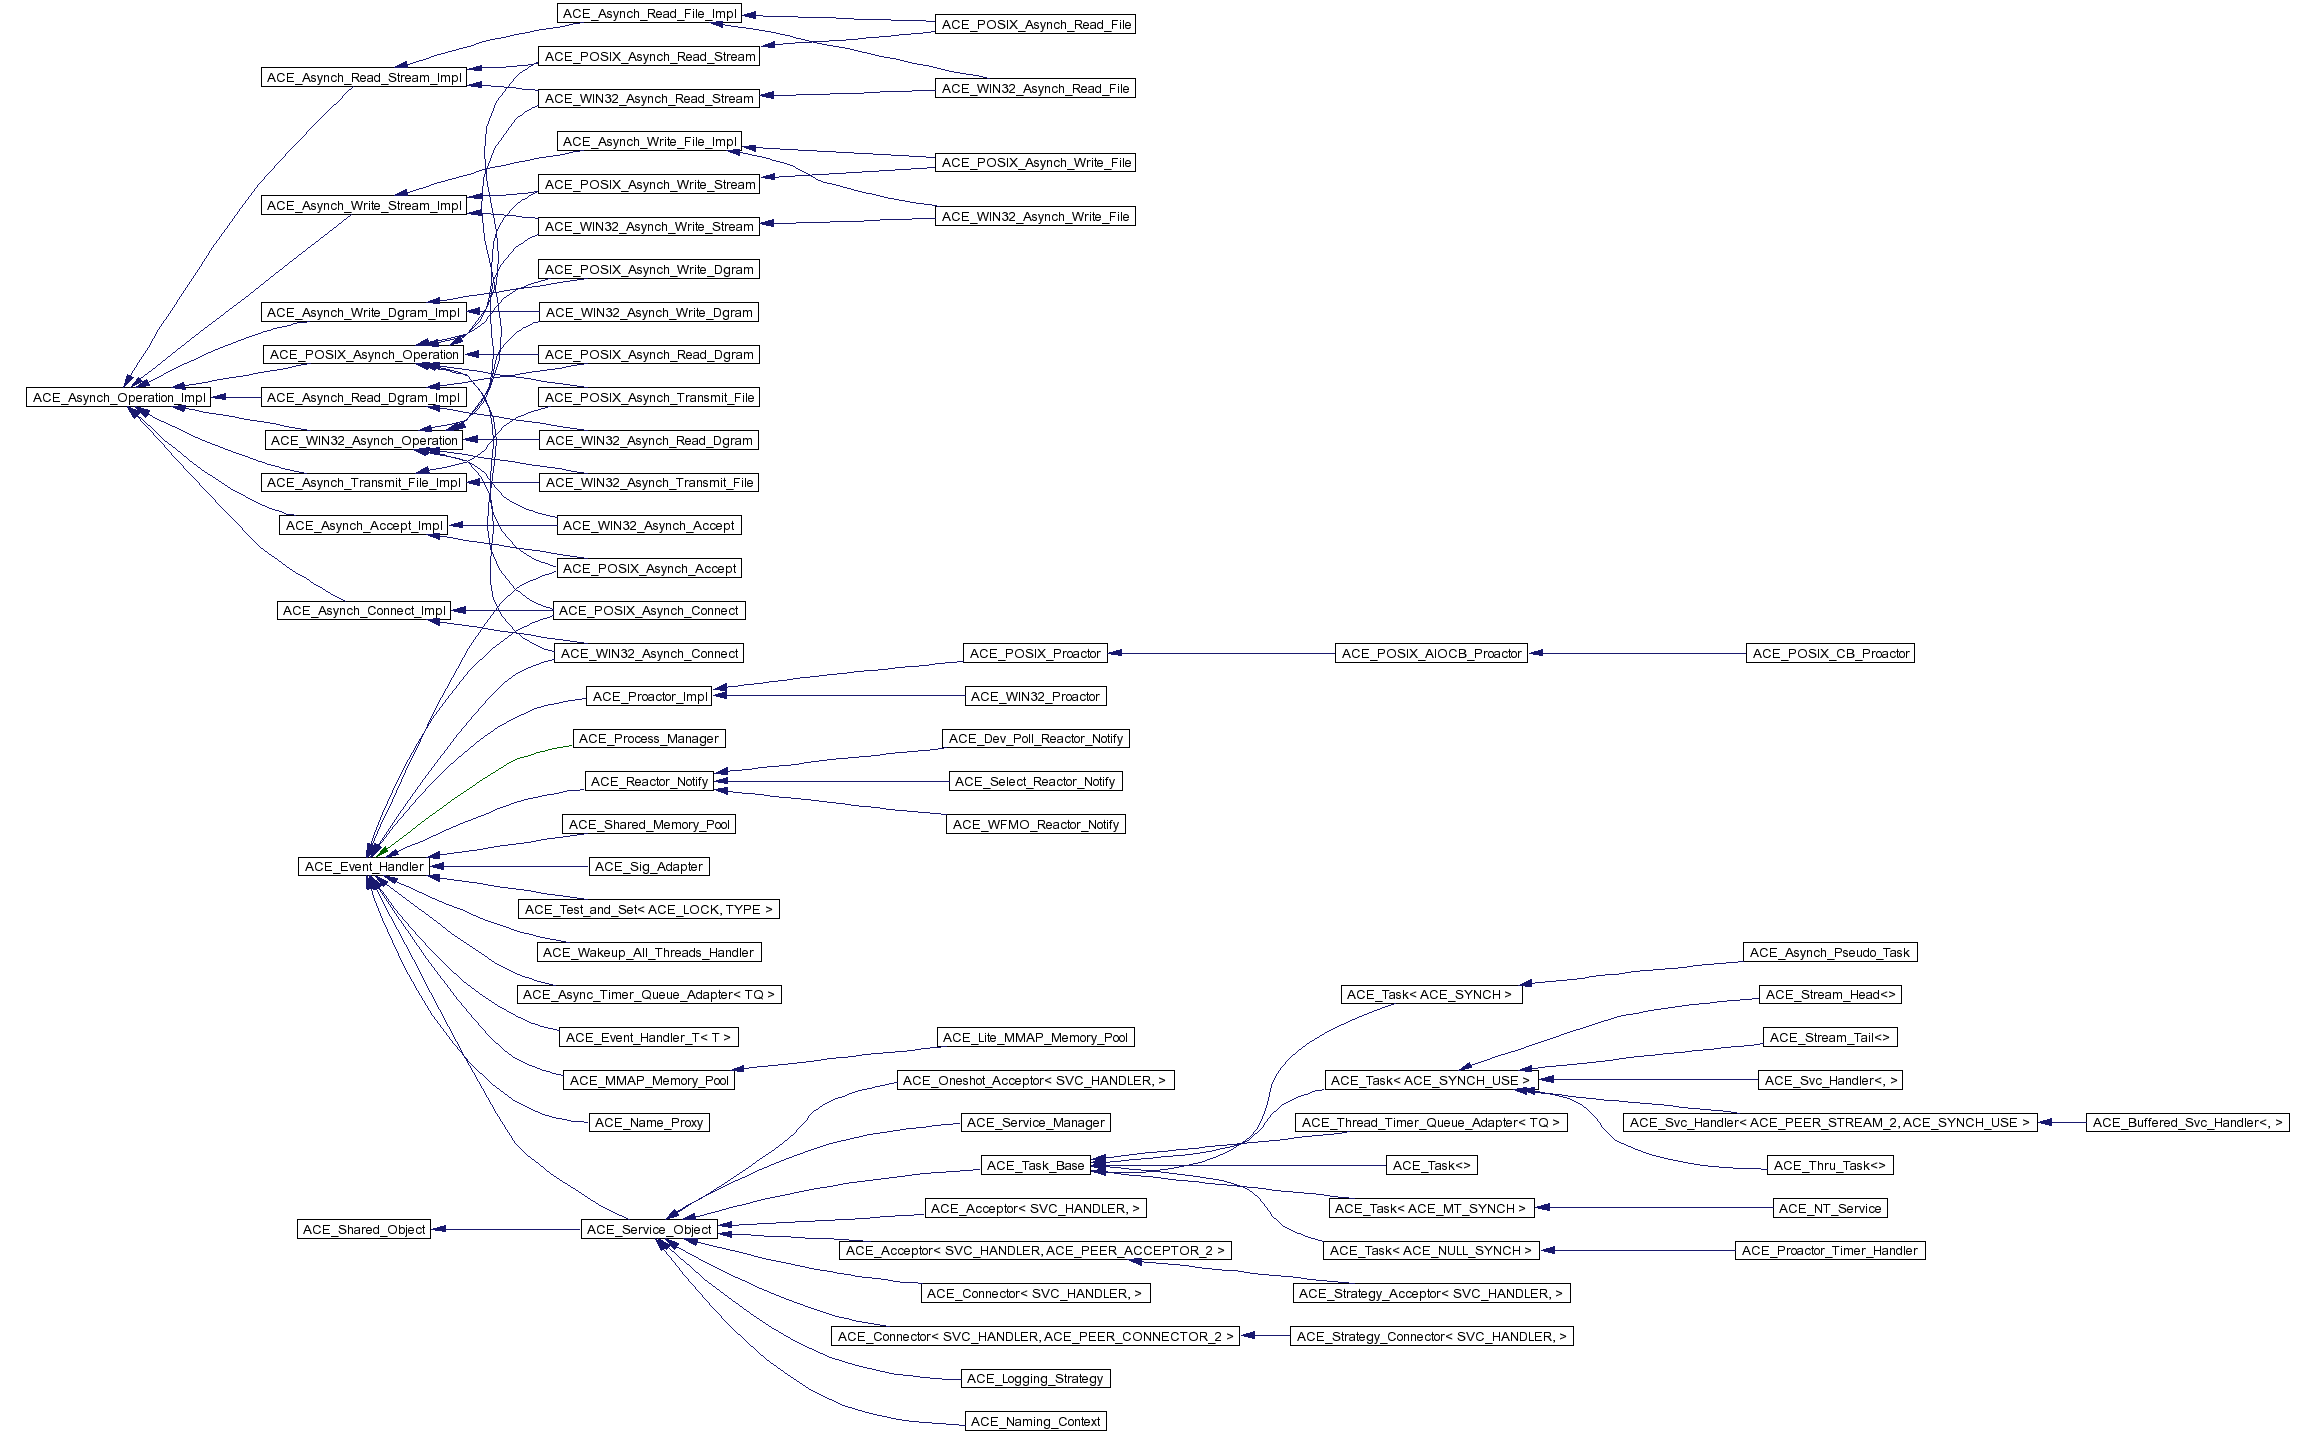 ACE_Asynch_Read_File_Impl
ACE_POSIX_Asynch_Read_File
ACE_POSIX_Asynch_Read_Stream
ACE_Asynch_Read_Stream_Impl
ACE_WIN32_Asynch_Read_File
ACE_WIN32_Asynch_Read_Stream
ACE_Asynch_Write_File_Impl
ACE_POSIX_Asynch_Write_File
ACE_POSIX_Asynch_Write_Stream
ACE_Asynch_Write_Stream_Impl
ACE_WIN32_Asynch_Write_File
ACE_WIN32_Asynch_Write_Stream
ACE_POSIX_Asynch_Write_Dgram
ACE_Asynch_Write_Dgram_Impl
ACE_WIN32_Asynch_Write_Dgram
ACE_POSIX_Asynch_Operation
ACE_POSIX_Asynch_Read_Dgram
ACE_Asynch_Operation_Impl
ACE_Asynch_Read_Dgram_Impl
ACE_POSIX_Asynch_Transmit_File
ACE_WIN32_Asynch_Operation
ACE_WIN32_Asynch_Read_Dgram
ACE_Asynch_Transmit_File_Impl
ACE_WIN32_Asynch_Transmit_File
ACE_Asynch_Accept_Impl
ACE_WIN32_Asynch_Accept
ACE_POSIX_Asynch_Accept
ACE_Asynch_Connect_Impl
ACE_POSIX_Asynch_Connect
ACE_WIN32_Asynch_Connect
ACE_POSIX_Proactor
ACE_POSIX_AIOCB_Proactor
ACE_POSIX_CB_Proactor
ACE_Proactor_Impl
ACE_WIN32_Proactor
ACE_Process_Manager
ACE_Dev_Poll_Reactor_Notify
ACE_Reactor_Notify
ACE_Select_Reactor_Notify
ACE_Shared_Memory_Pool
ACE_WFMO_Reactor_Notify
ACE_Event_Handler
ACE_Sig_Adapter
ACE_Test_and_Set< ACE_LOCK, TYPE >
ACE_Wakeup_All_Threads_Handler
ACE_Asynch_Pseudo_Task
ACE_Async_Timer_Queue_Adapter< TQ >
ACE_Task< ACE_SYNCH >
ACE_Stream_Head<>
ACE_Event_Handler_T< T >
ACE_Lite_MMAP_Memory_Pool
ACE_Stream_Tail<>
ACE_MMAP_Memory_Pool
ACE_Oneshot_Acceptor< SVC_HANDLER, >
ACE_Task< ACE_SYNCH_USE >
ACE_Svc_Handler<, >
ACE_Name_Proxy
ACE_Service_Manager
ACE_Thread_Timer_Queue_Adapter< TQ >
ACE_Svc_Handler< ACE_PEER_STREAM_2, ACE_SYNCH_USE >
ACE_Buffered_Svc_Handler<, >
ACE_Task_Base
ACE_Task<>
ACE_Thru_Task<>
ACE_Acceptor< SVC_HANDLER, >
ACE_Task< ACE_MT_SYNCH >
ACE_NT_Service
ACE_Shared_Object
ACE_Service_Object
ACE_Acceptor< SVC_HANDLER, ACE_PEER_ACCEPTOR_2 >
ACE_Task< ACE_NULL_SYNCH >
ACE_Proactor_Timer_Handler
ACE_Connector< SVC_HANDLER, >
ACE_Strategy_Acceptor< SVC_HANDLER, >
ACE_Connector< SVC_HANDLER, ACE_PEER_CONNECTOR_2 >
ACE_Strategy_Connector< SVC_HANDLER, >
ACE_Logging_Strategy
ACE_Naming_Context